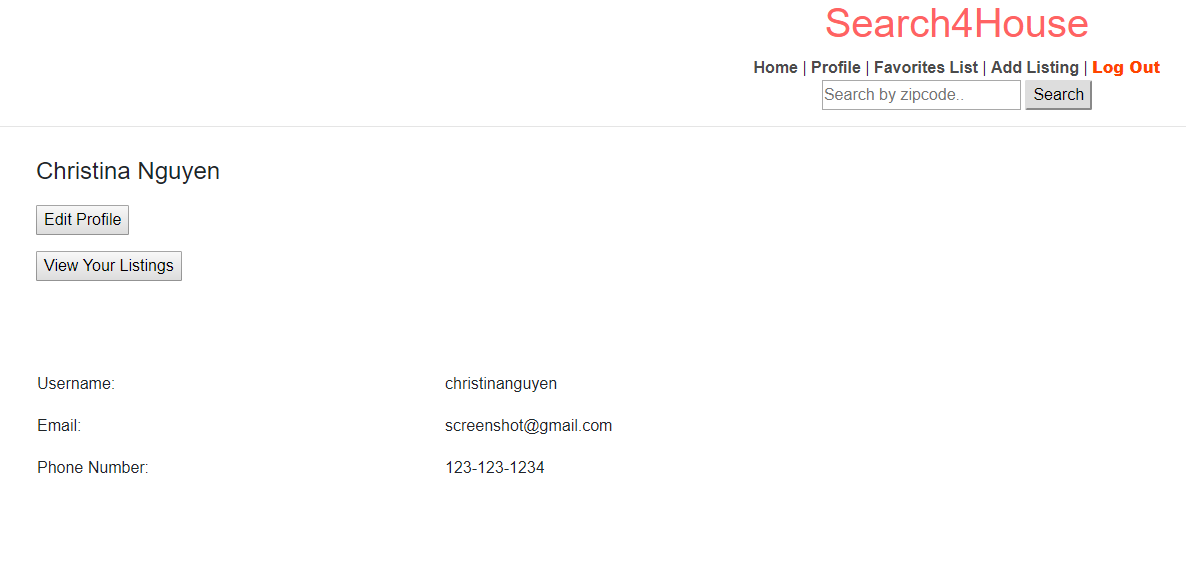 Search4House
Home | Profile | Favorites List | Add Listing | Log Out
Search by zipcode.. Search
Christina Nguyen
Edit Profile
View Your Listings
Username: christinanguyen
Email: screenshot@gmail.com
Phone Number: 123-123-1234